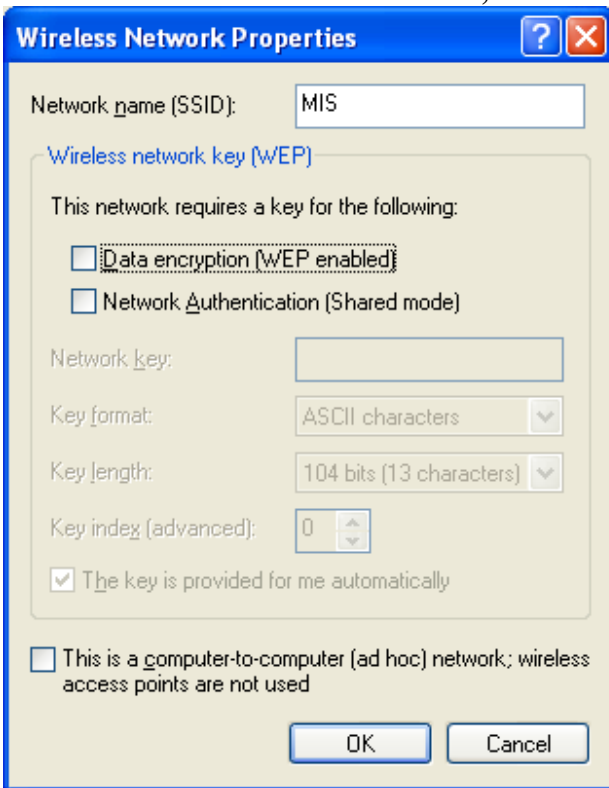 Wireless Network Properties
Network name (SSID): MIS
Wireless network key (WEP)
This network requires a key for the following:
Data encryption (WEP enabled)
Network Authentication (Shared mode)
Network key:
Key format: ASCII characters
Key length: 104 bits (13 characters)
Key index (advanced): 0
The key is provided for me automatically
This is a computer-to-computer (ad hoc) network; wireless
access points are not used
OK Cancel